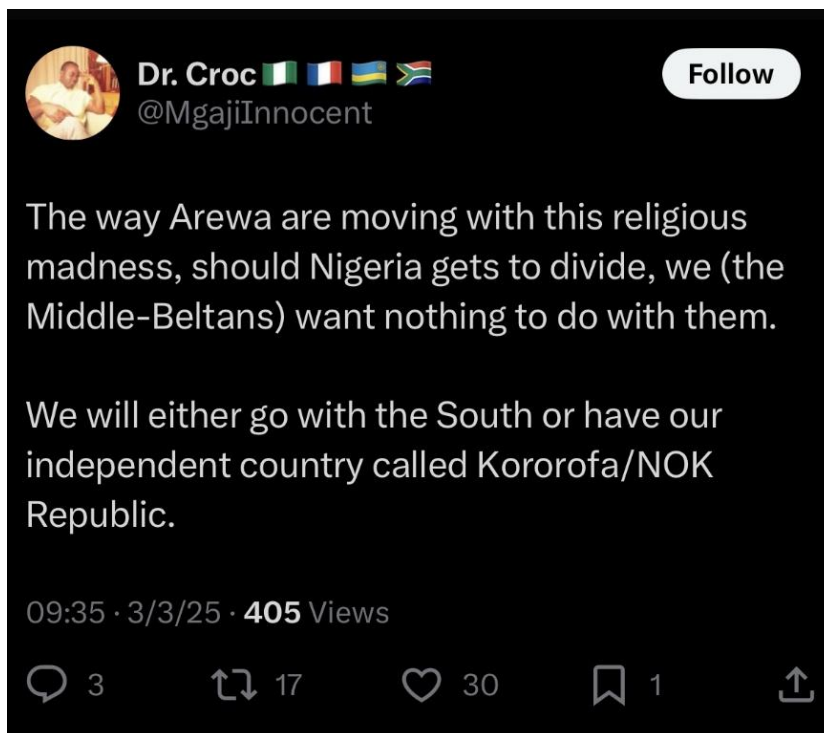 Dr. Croc🇳🇬 🇫🇷 🇷🇼 🇿🇦
Follow
@MgajiInnocent
The way Arewa are moving with this religious
madness, should Nigeria gets to divide, we (the
Middle-Beltans) want nothing to do with them.
We will either go with the South or have our
independent country called Kororofa/NOK
Republic.
09:35 · 3/3/25 · 405 Views
3 17 30 1